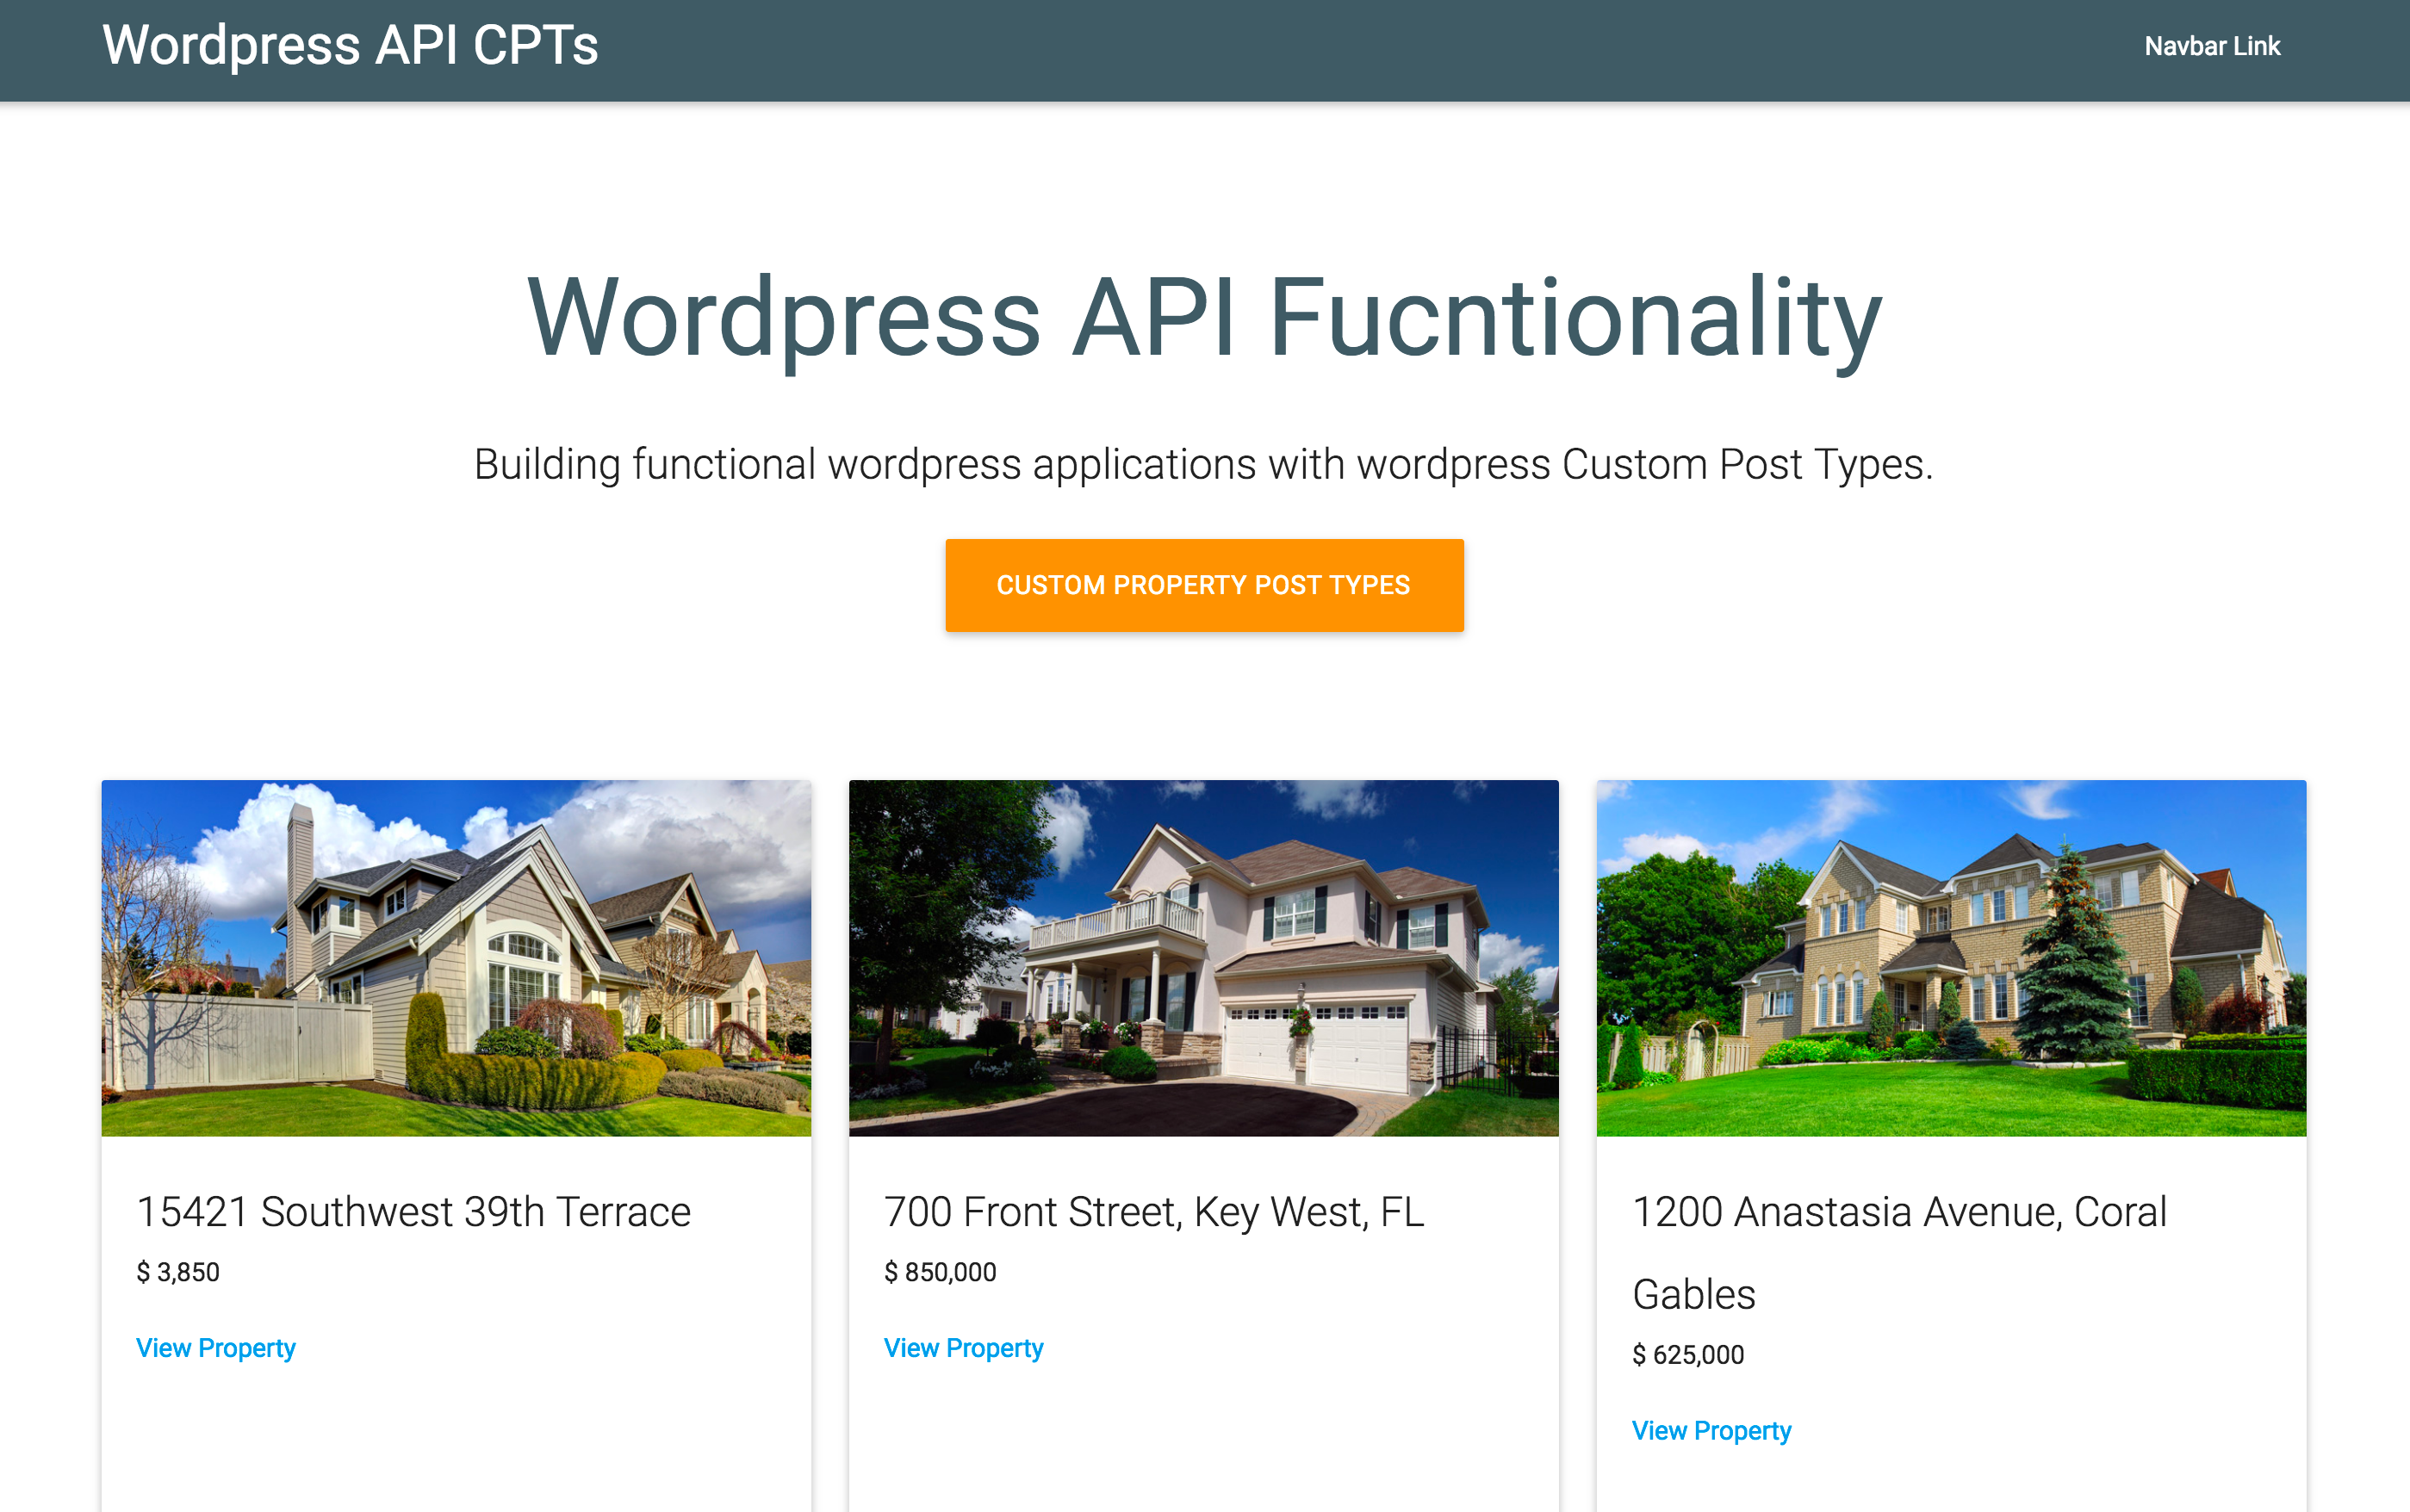 Wordpress API CPTs
Navbar Link
Wordpress API Fucntionality
Building functional wordpress applications with wordpress Custom Post Types.
CUSTOM PROPERTY POST TYPES
15421 Southwest 39th Terrace
$ 3,850
View Property
700 Front Street, Key West, FL
$ 850,000
View Property
1200 Anastasia Avenue, Coral
Gables
$ 625,000
View Property